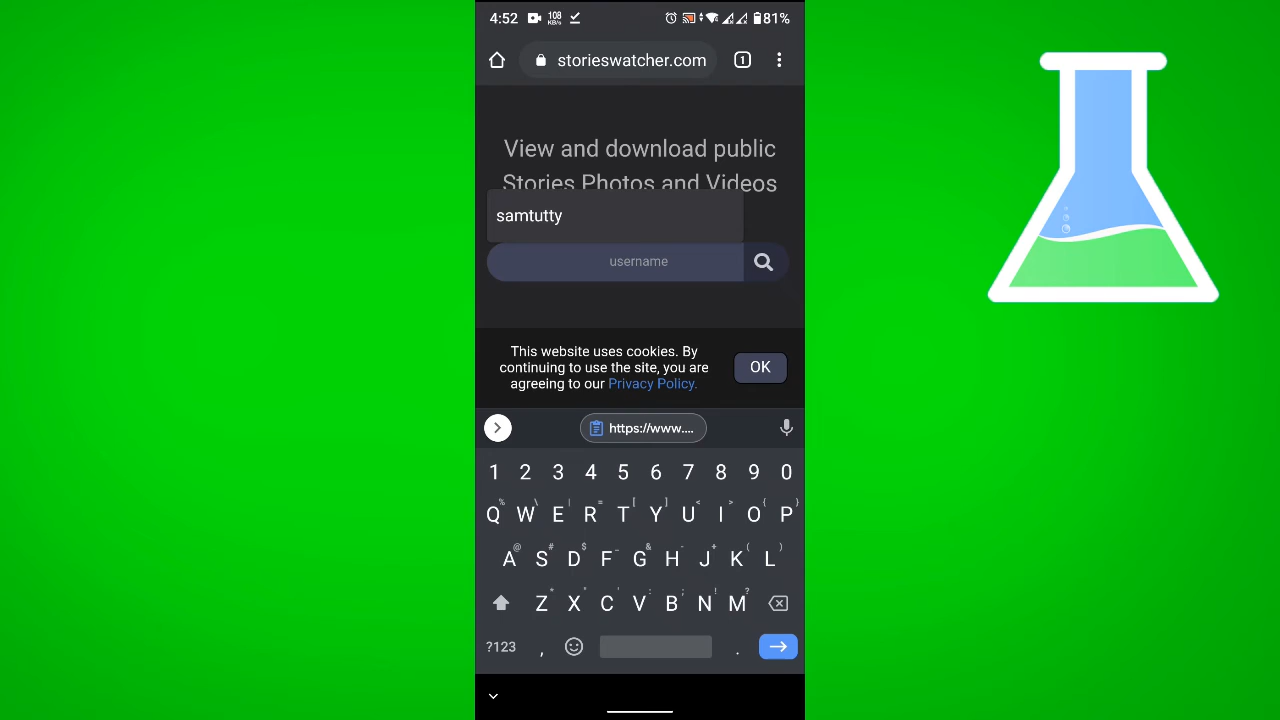 4:52 108 KB/s 81%
storieswatcher.com 1
View and download public
Stories Photos and Videos
samtutty
username
This website uses cookies. By
continuing to use the site, you are
agreeing to our Privacy Policy.
OK
https://www....
1 2 3 4 5 6 7 8 9 0
% \ | = [ ] < > { }
Q W E R T Y U I O P
@ # $ _ & - + ( )
A S D F G H J K L
* " ' : ; ! ?
Z X C V B N M
?123 , .